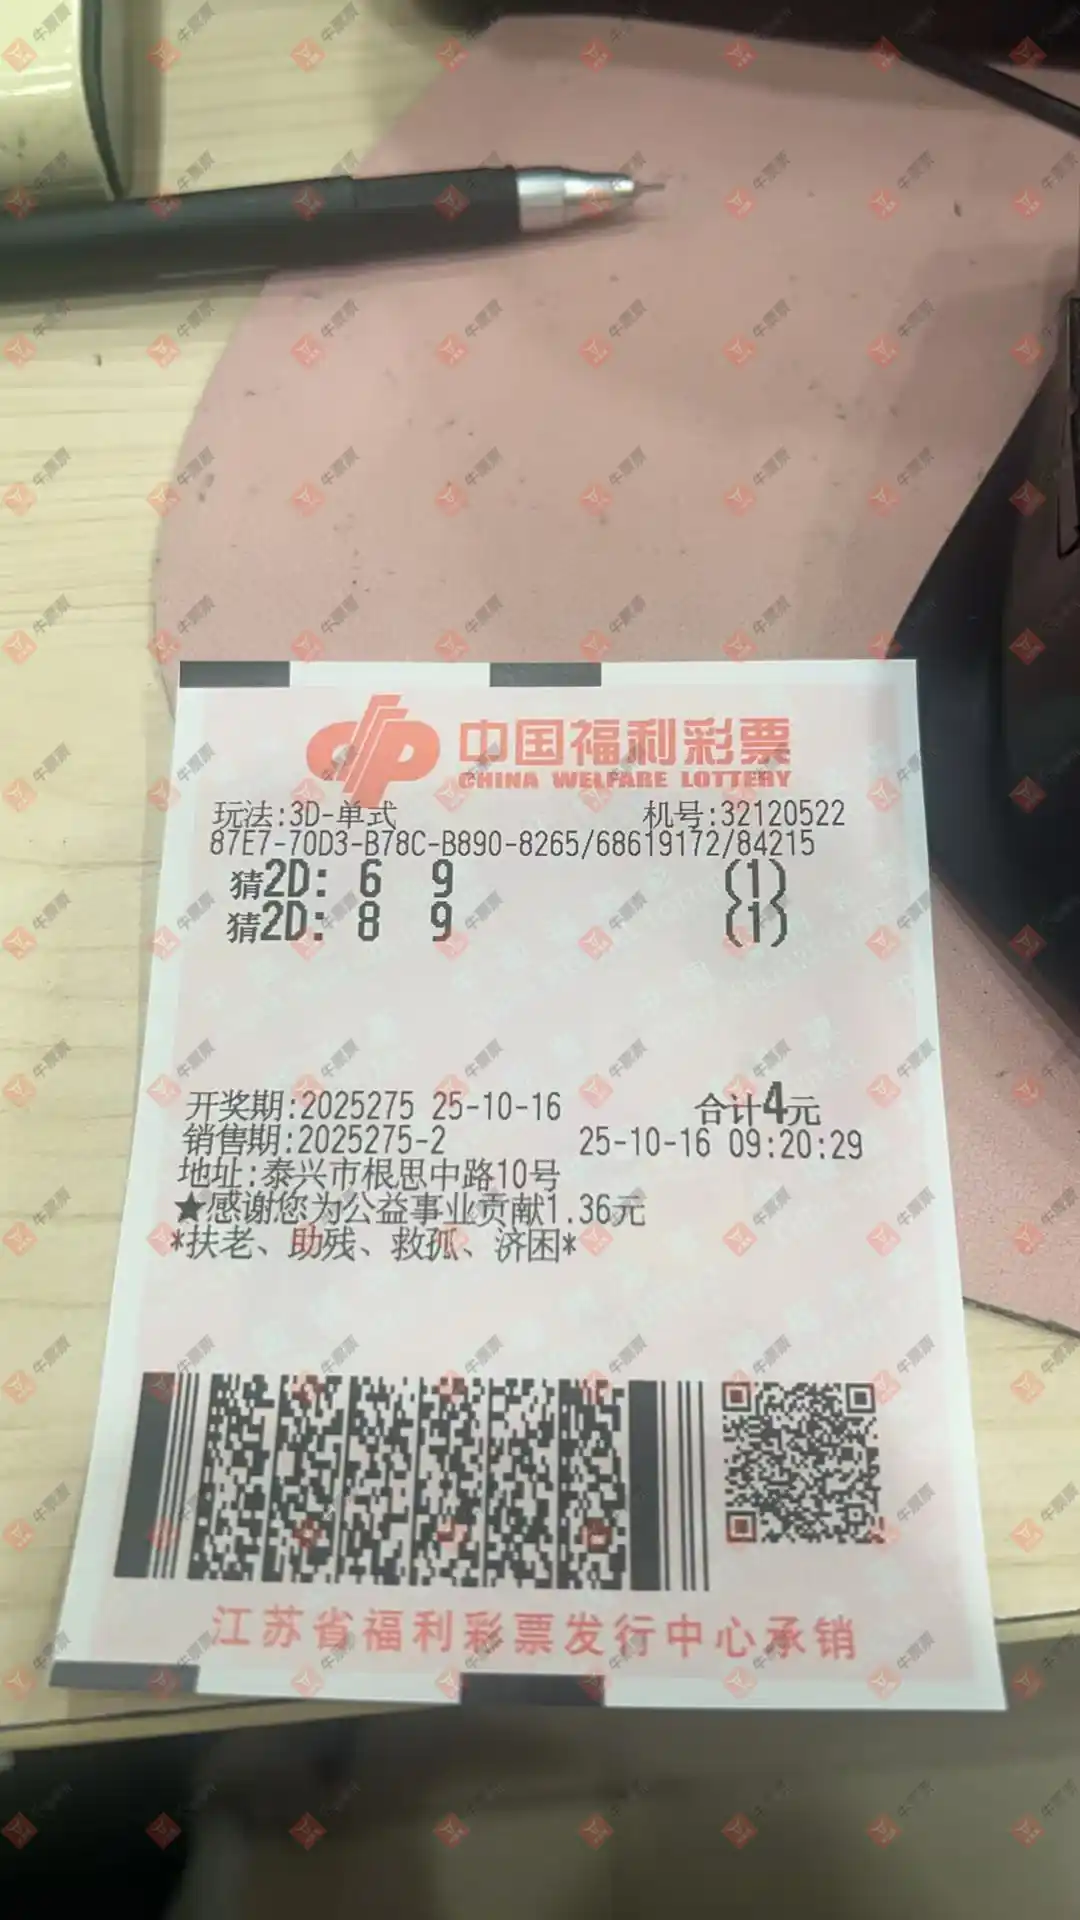 中国福利彩票
CHINA WELFARE LOTTERY
玩法:3D-单式 机号:32120522
87E7-70D3-B78C-B890-8265/68619172/84215
猜2D: 6 9 (1)
猜2D: 8 9 (1)
开奖期:2025275 25-10-16 合计4元
销售期:2025275-2 25-10-16 09:20:29
地址:泰兴市根思中路10号
★感谢您为公益事业贡献1.36元
*扶老、助残、救孤、济困*
江苏省福利彩票发行中心承销
牛票票